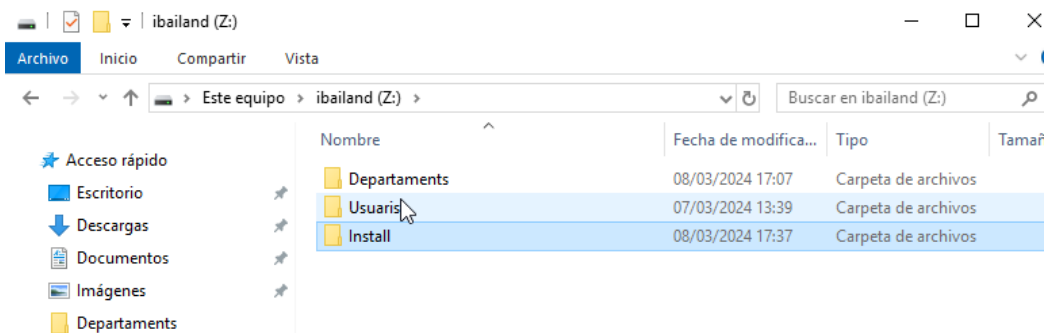 ibailand (Z:)
Archivo Inicio Compartir Vista
Este equipo > ibailand (Z:) > Buscar en ibailand (Z:)
Nombre Fecha de modifica... Tipo Tamañ
Acceso rápido
Departaments 08/03/2024 17:07 Carpeta de archivos
Escritorio
Usuaris 07/03/2024 13:39 Carpeta de archivos
Descargas
Install 08/03/2024 17:37 Carpeta de archivos
Documentos
Imágenes
Departaments